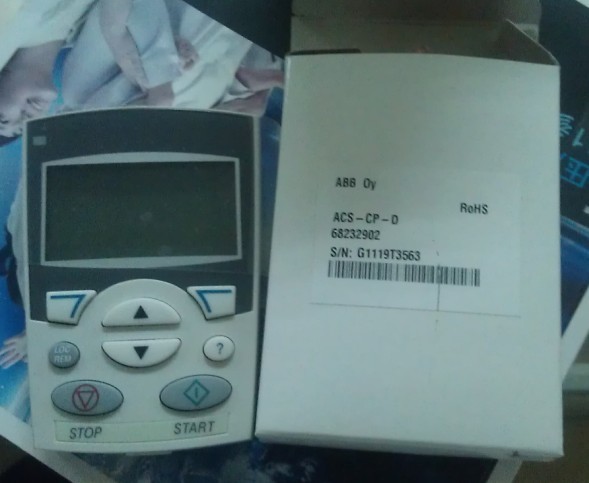 ABB Oy
RoHS
ACS-CP-D
68232902
S/N: G1119T3563
LOC
REM
?
STOP
START